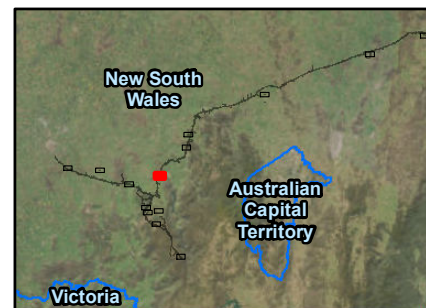 New South
Wales
Australian
Capital
Territory
Victoria